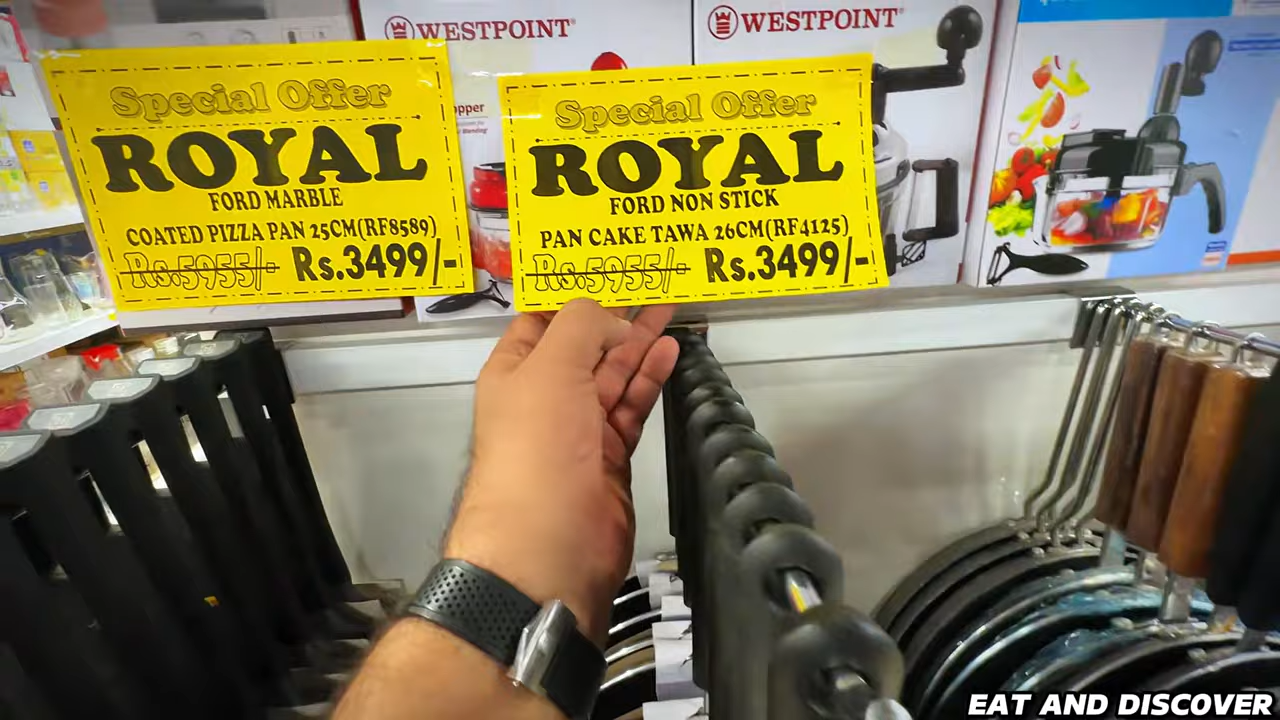 WESTPOINT
WESTPOINT
Special Offer
ROYAL
FORD MARBLE
COATED PIZZA PAN 25CM(RF8589)
Rs.5955/- Rs.3499/-
Special Offer
ROYAL
FORD NON STICK
PAN CAKE TAWA 26CM(RF4125)
Rs.5955/- Rs.3499/-
Blending
EAT AND DISCOVER